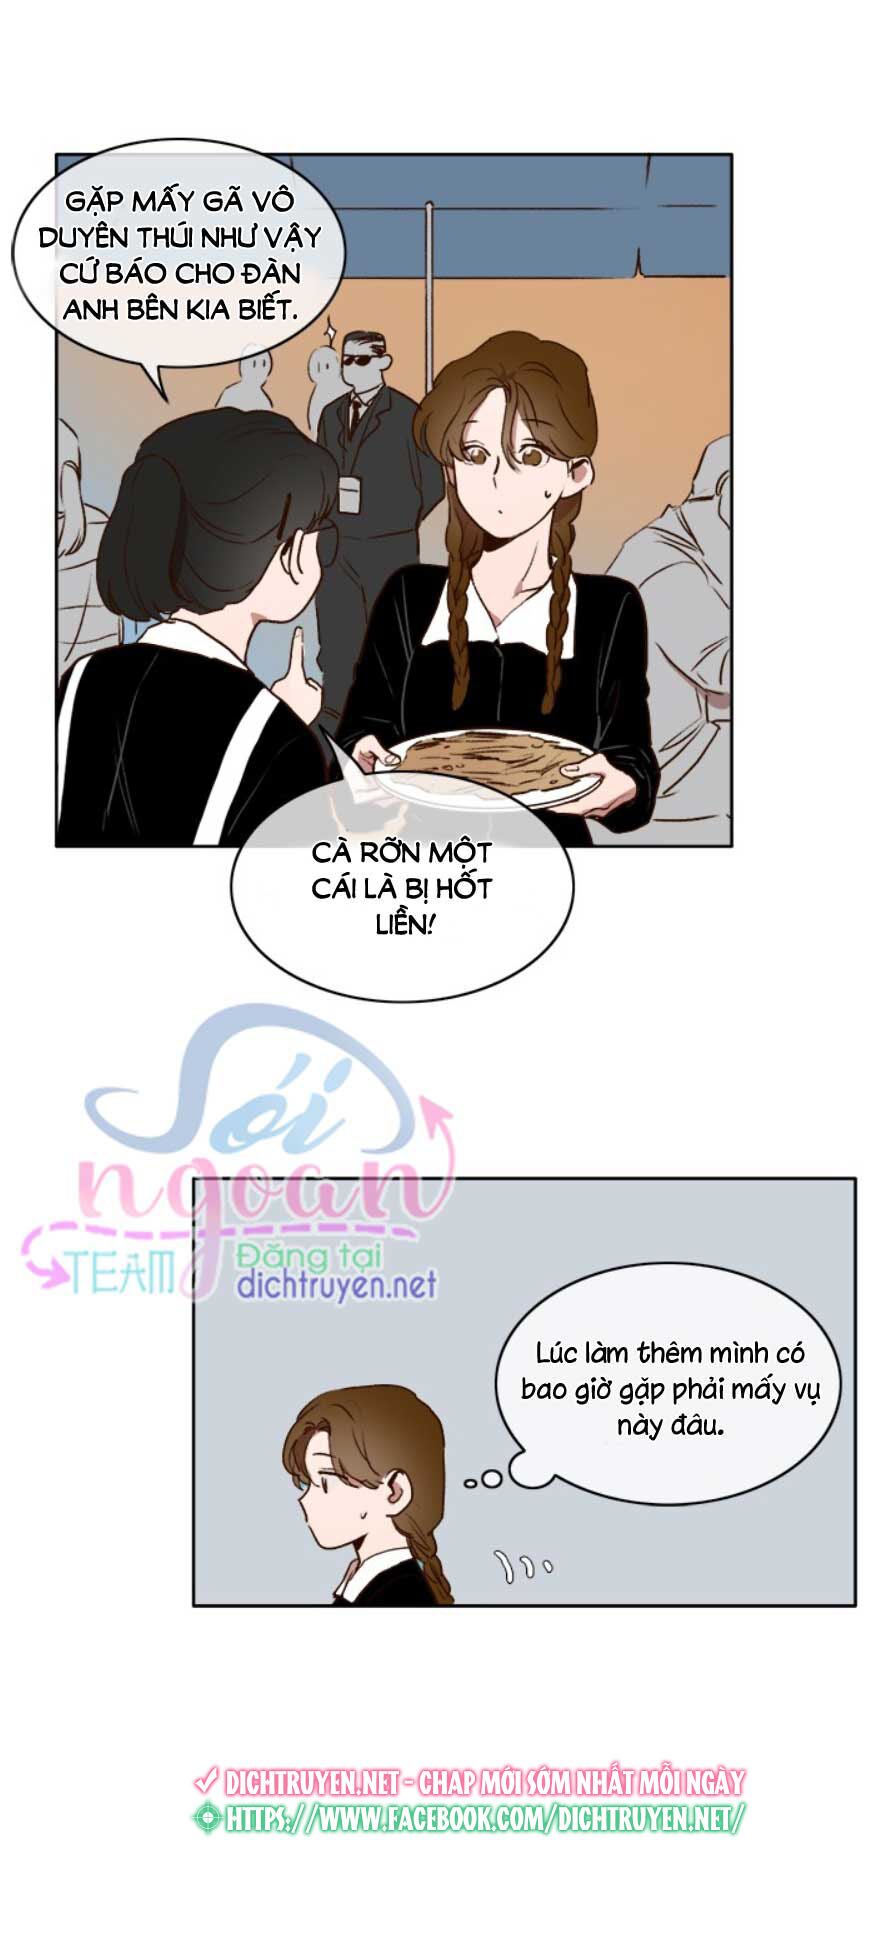 GẶP MẤY GÃ VÔ
DUYÊN THÚI NHƯ VẬY
CỨ BÁO CHO ĐÀN
ANH BÊN KIA BIẾT.
CÀ RỠN MỘT
CÁI LÀ BỊ HỐT
LIỀN!
Sói
ngoan
TEAM
Đăng tại
dichtruyen.net
Lúc làm thêm mình có
bao giờ gặp phải mấy vụ
này đâu.
DICHTRUYEN.NET - CHAP MỚI SỚM NHẤT MỖI NGÀY
HTTPS://WWW.FACEBOOK.COM/DICHTRUYEN.NET/